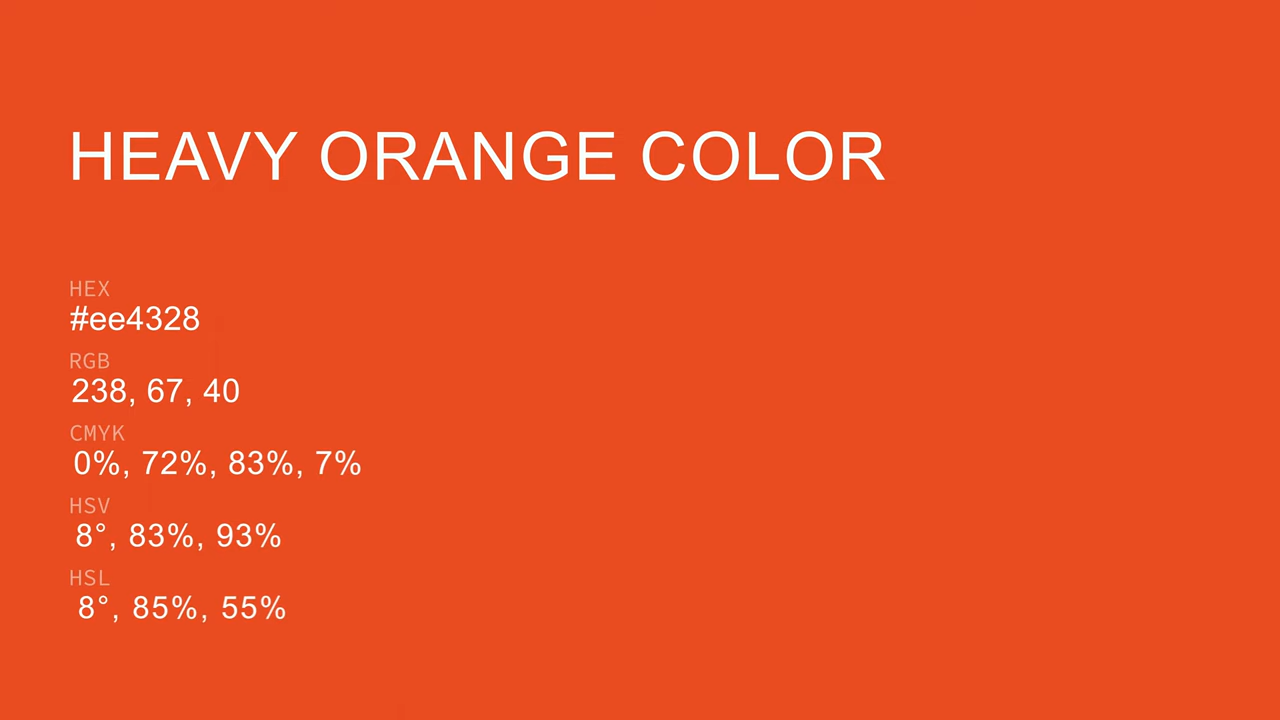 HEAVY ORANGE COLOR
HEX
#ee4328
RGB
238, 67, 40
CMYK
0%, 72%, 83%, 7%
HSV
8°, 83%, 93%
HSL
8°, 85%, 55%